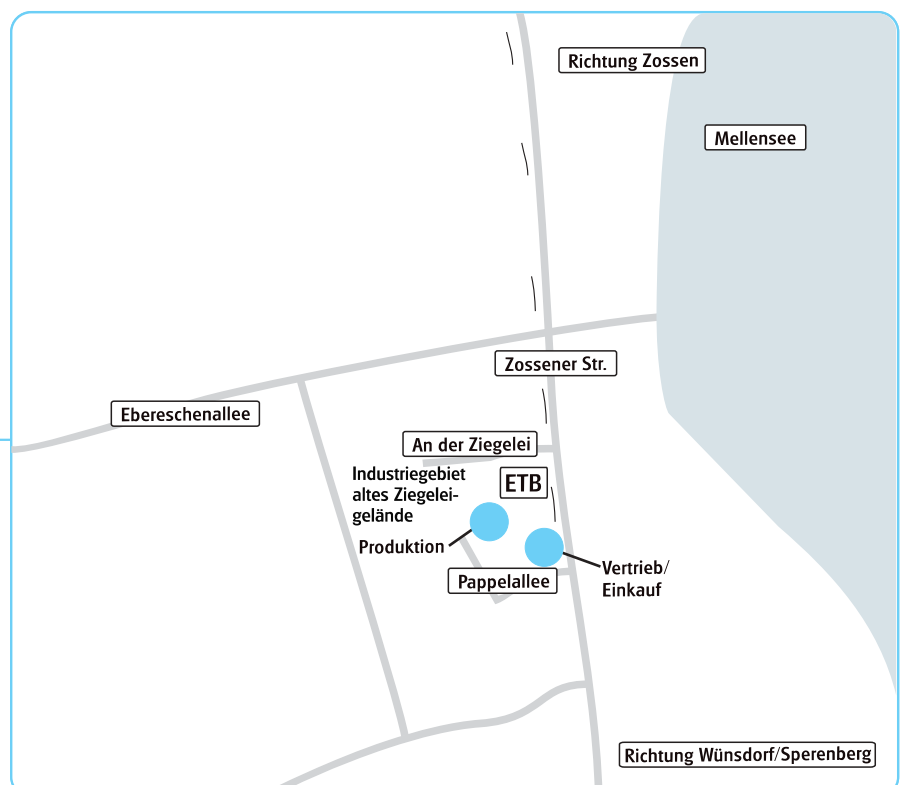 Richtung Zossen
Mellensee
Zossener Str.
Ebereschenallee
An der Ziegelei
Industriegebiet
altes Ziegelei-
gelände
ETB
Produktion
Vertrieb/
Einkauf
Pappelallee
Richtung Wünsdorf/Sperenberg